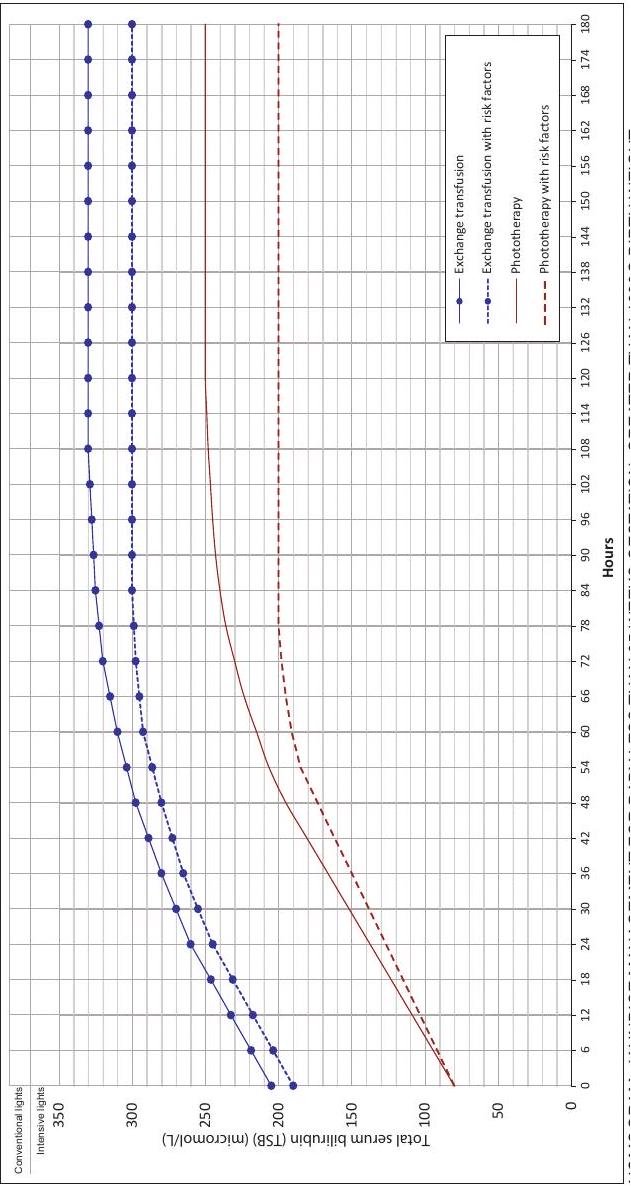 Conventional lights
Intensive lights
350
300
250
200
150
100
50
0
Total serum bilirubin (TSB) (micromol/L)
Exchange transfusion
Exchange transfusion with risk factors
Phototherapy
Phototherapy with risk factors
0 6 12 18 24 30 36 42 48 54 60 66 72 78 84 90 96 102 108 114 120 126 132 138 144 150 156 162 168 174 180
Hours